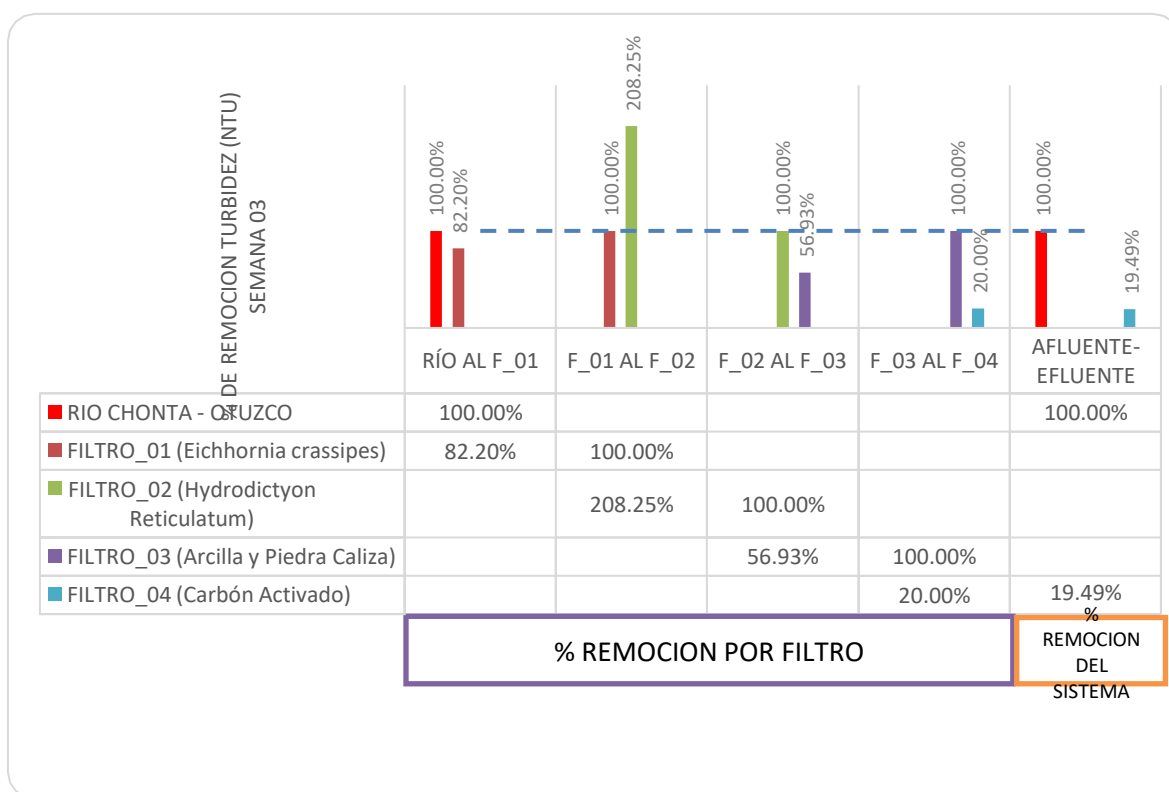 % DE REMOCION TURBIDEZ (NTU)
SEMANA 03
100.00%
82.20%
100.00%
208.25%
100.00%
56.93%
100.00%
20.00%
100.00%
19.49%
RÍO AL F_01 F_01 AL F_02 F_02 AL F_03 F_03 AL F_04 AFLUENTE-
EFLUENTE
RIO CHONTA - OTUZCO 100.00% 100.00%
FILTRO_01 (Eichhornia crassipes) 82.20% 100.00%
FILTRO_02 (Hydrodictyon
Reticulatum) 208.25% 100.00%
FILTRO_03 (Arcilla y Piedra Caliza) 56.93% 100.00%
FILTRO_04 (Carbón Activado) 20.00% 19.49%
% REMOCION POR FILTRO
%
REMOCION
DEL
SISTEMA